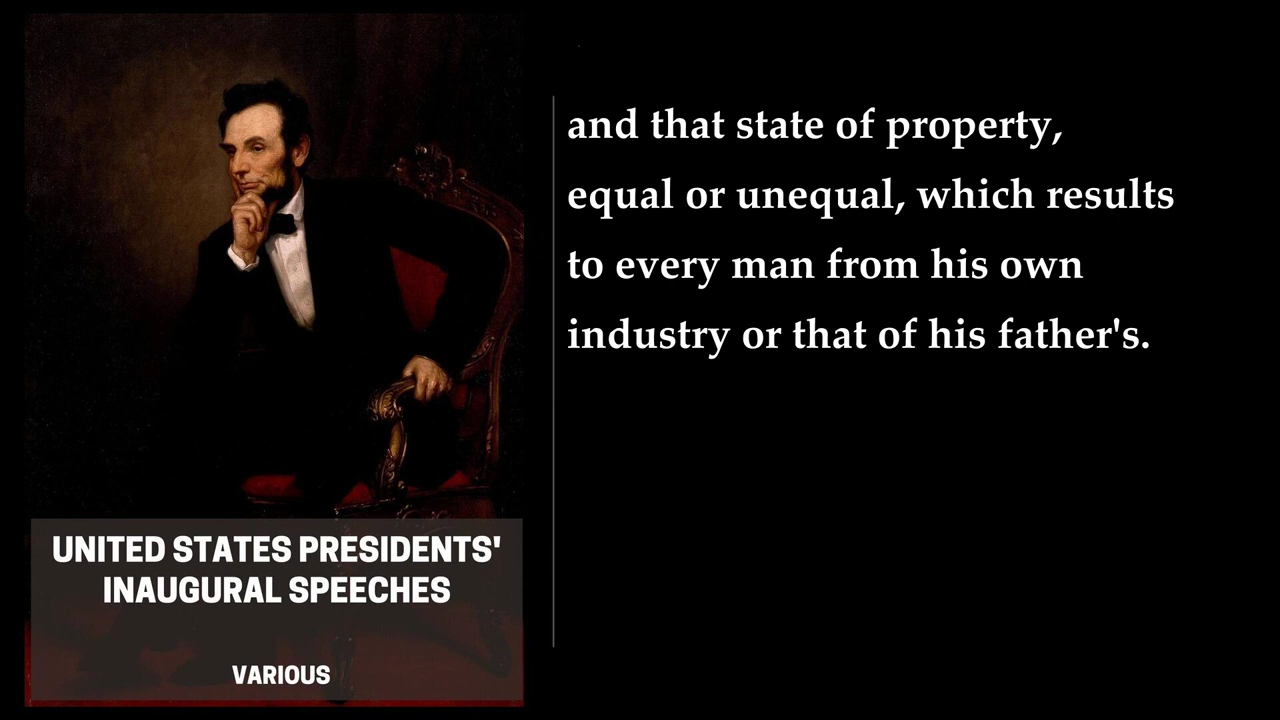 and that state of property,
equal or unequal, which results
to every man from his own
industry or that of his father's.
UNITED STATES PRESIDENTS'
INAUGURAL SPEECHES
VARIOUS